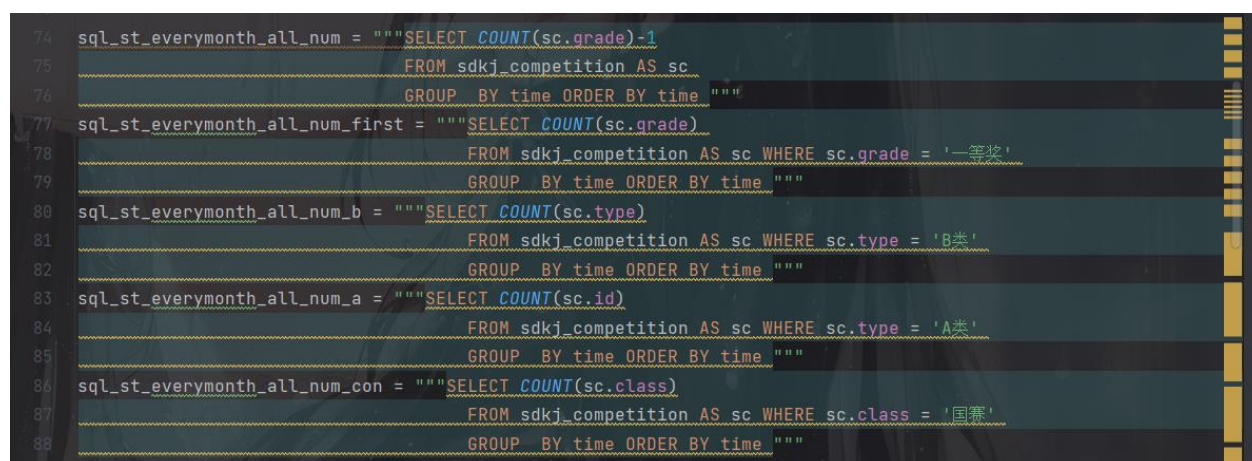 74 sql_st_everymonth_all_num = """SELECT COUNT(sc.grade)-1
75 FROM sdkj_competition AS sc
76 GROUP  BY time ORDER BY time """
77 sql_st_everymonth_all_num_first = """SELECT COUNT(sc.grade)
78 FROM sdkj_competition AS sc WHERE sc.grade = '一等奖'
79 GROUP  BY time ORDER BY time """
80 sql_st_everymonth_all_num_b = """SELECT COUNT(sc.type)
81 FROM sdkj_competition AS sc WHERE sc.type = 'B类'
82 GROUP  BY time ORDER BY time """
83 sql_st_everymonth_all_num_a = """SELECT COUNT(sc.id)
84 FROM sdkj_competition AS sc WHERE sc.type = 'A类'
85 GROUP  BY time ORDER BY time """
86 sql_st_everymonth_all_num_con = """SELECT COUNT(sc.class)
87 FROM sdkj_competition AS sc WHERE sc.class = '国赛'
88 GROUP  BY time ORDER BY time """